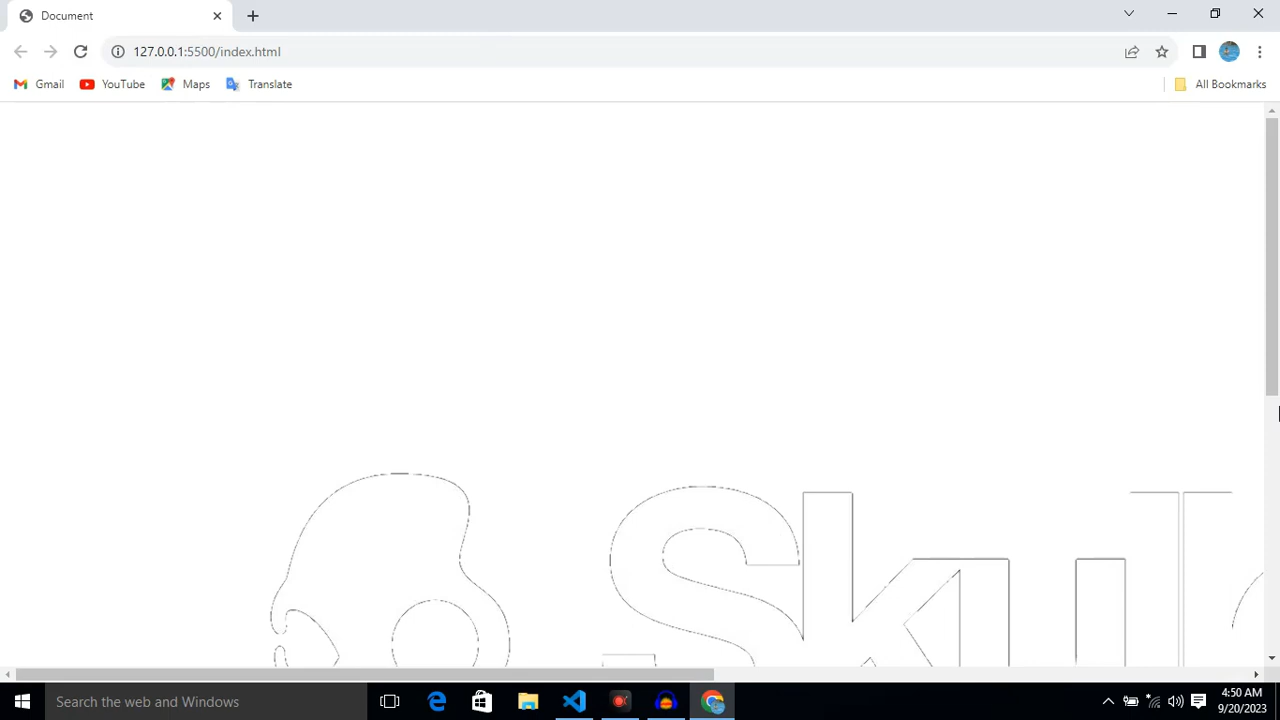 Document
127.0.0.1:5500/index.html
Gmail
YouTube
Maps
Translate
All Bookmarks
Sku
Search the web and Windows
4:50 AM
9/20/2023